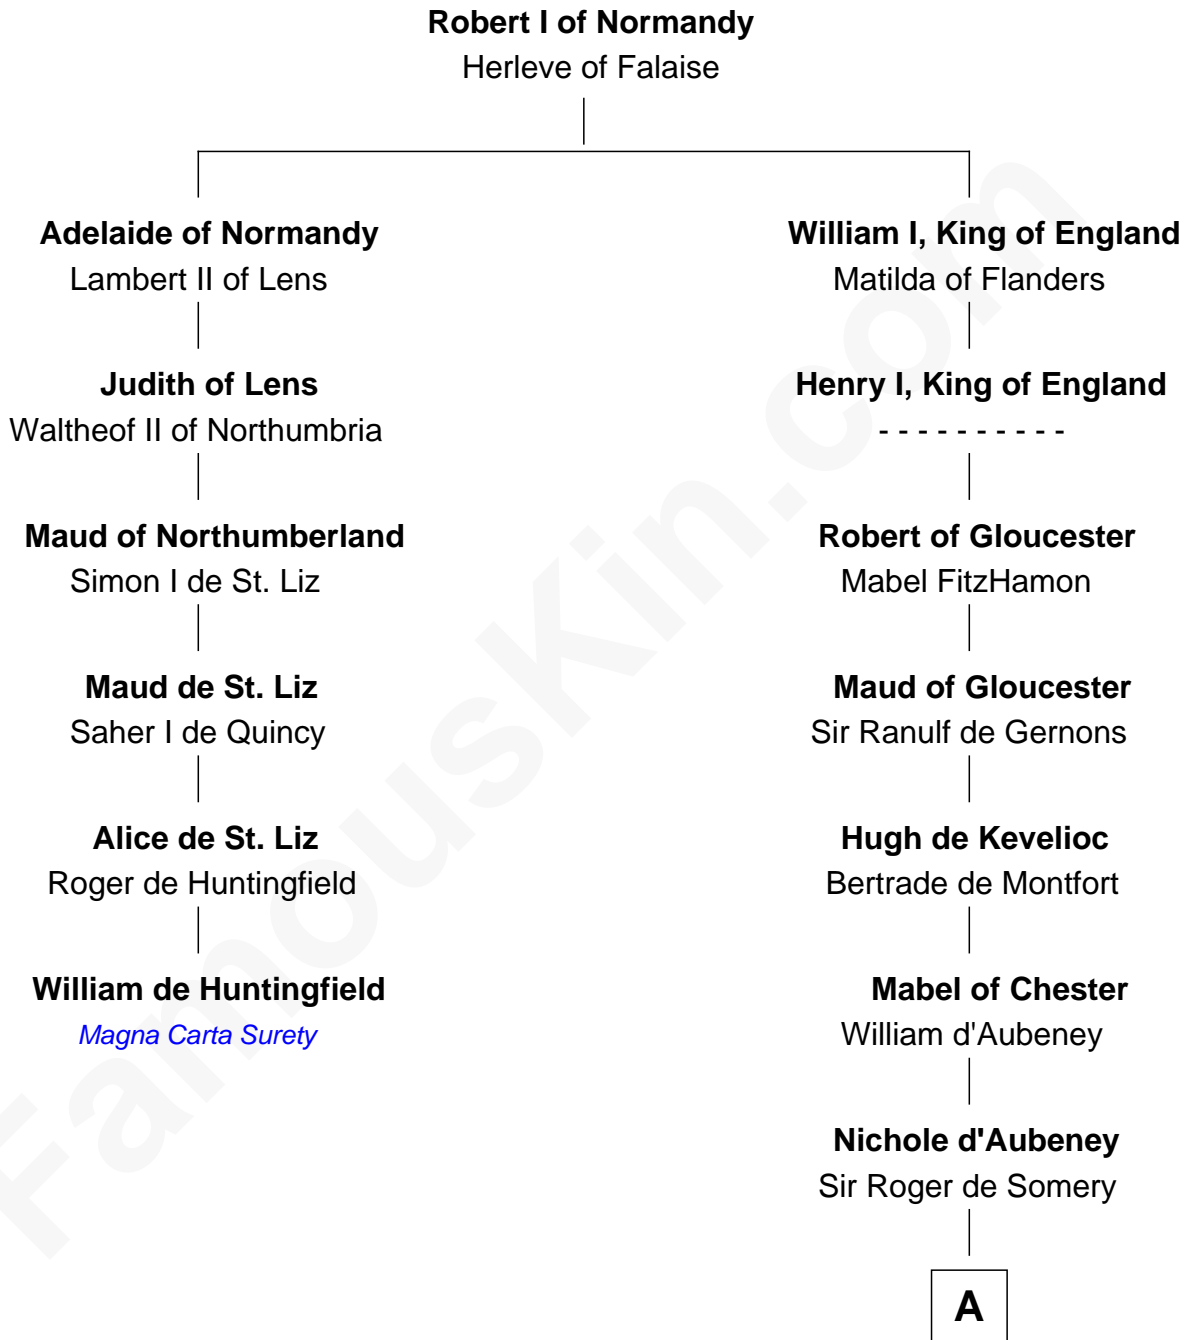 Robert I of Normandy
Herleve of Falaise
Adelaide of Normandy
Lambert II of Lens
William I, King of England
Matilda of Flanders
Judith of Lens
Waltheof II of Northumbria
Henry I, King of England
- - - - - - - - - -
Maud of Northumberland
Simon I de St. Liz
Robert of Gloucester
Mabel FitzHamon
Maud de St. Liz
Saher I de Quincy
Maud of Gloucester
Sir Ranulf de Gernons
Alice de St. Liz
Roger de Huntingfield
Hugh de Kevelioc
Bertrade de Montfort
William de Huntingfield
Magna Carta Surety
Mabel of Chester
William d'Aubeney
Nichole d'Aubeney
Sir Roger de Somery
A
FamousKin.com